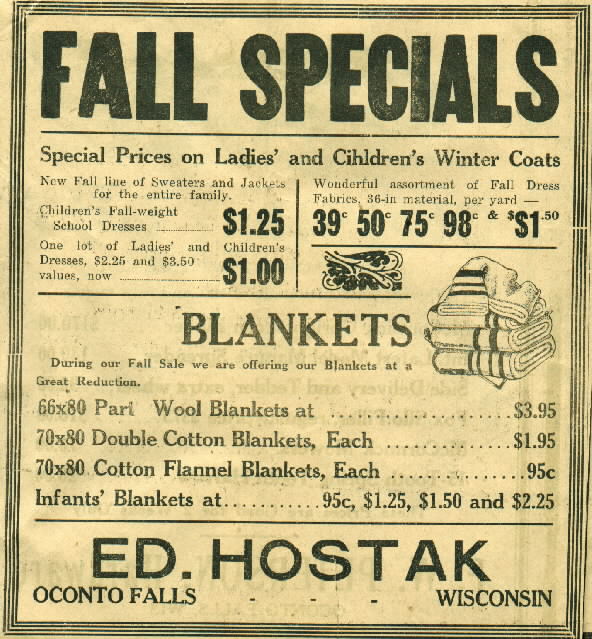 FALL SPECIALS
Special Prices on Ladies' and Cihldren's Winter Coats
New Fall line of Sweaters and Jackets
for the entire family.
Children's Fall-weight
School Dresses .............. $1.25
One lot of Ladies' and Children's
Dresses, $2.25 and $3.50
values, now .............. $1.00
Wonderful assortment of Fall Dress
Fabrics, 36-in material, per yard —
39c 50c 75c 98c & $1.50
BLANKETS
During our Fall Sale we are offering our Blankets at a
Great Reduction.
66x80 Part Wool Blankets at ..................$3.95
70x80 Double Cotton Blankets, Each ............$1.95
70x80 Cotton Flannel Blankets, Each ............95c
Infants' Blankets at..........95c, $1.25, $1.50 and $2.25
ED. HOSTAK
OCONTO FALLS - - - WISCONSIN